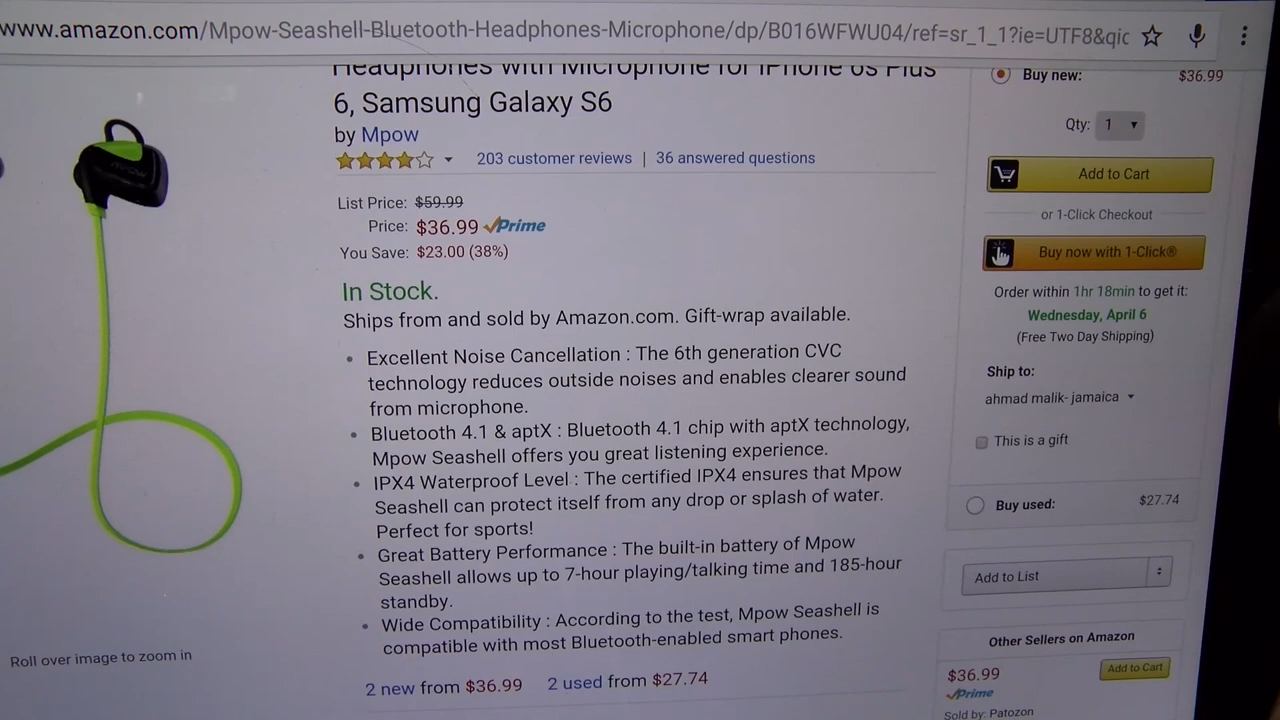 www.amazon.com/Mpow-Seashell-Bluetooth-Headphones-Microphone/dp/B016WFWU04/ref=sr_1_1?ie=UTF8&qic
Headphones with Microphone for iPhone 6s Plus
6, Samsung Galaxy S6
by Mpow
203 customer reviews | 36 answered questions
List Price: $59.99
Price: $36.99 Prime
You Save: $23.00 (38%)
In Stock.
Ships from and sold by Amazon.com. Gift-wrap available.
• Excellent Noise Cancellation : The 6th generation CVC
technology reduces outside noises and enables clearer sound
from microphone.
• Bluetooth 4.1 & aptX : Bluetooth 4.1 chip with aptX technology,
Mpow Seashell offers you great listening experience.
• IPX4 Waterproof Level : The certified IPX4 ensures that Mpow
Seashell can protect itself from any drop or splash of water.
Perfect for sports!
• Great Battery Performance : The built-in battery of Mpow
Seashell allows up to 7-hour playing/talking time and 185-hour
standby.
• Wide Compatibility : According to the test, Mpow Seashell is
compatible with most Bluetooth-enabled smart phones.
2 new from $36.99 2 used from $27.74
Roll over image to zoom in
Buy new: $36.99
Qty: 1
Add to Cart
or 1-Click Checkout
Buy now with 1-Click®
Order within 1hr 18min to get it:
Wednesday, April 6
(Free Two Day Shipping)
Ship to:
ahmad malik- jamaica
This is a gift
Buy used: $27.74
Add to List
Other Sellers on Amazon
$36.99 Add to Cart
Prime
Sold by: Patozon